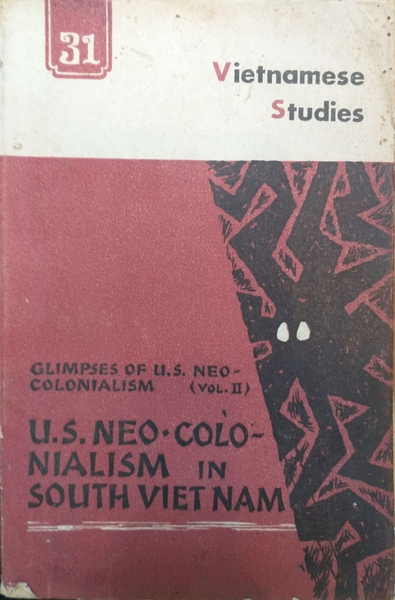 31
Vietnamese
Studies
GLIMPSES OF U.S. NEO-
COLONIALISM (VOL. II)
U.S. NEO-COLO-
NIALISM IN
SOUTH VIET NAM